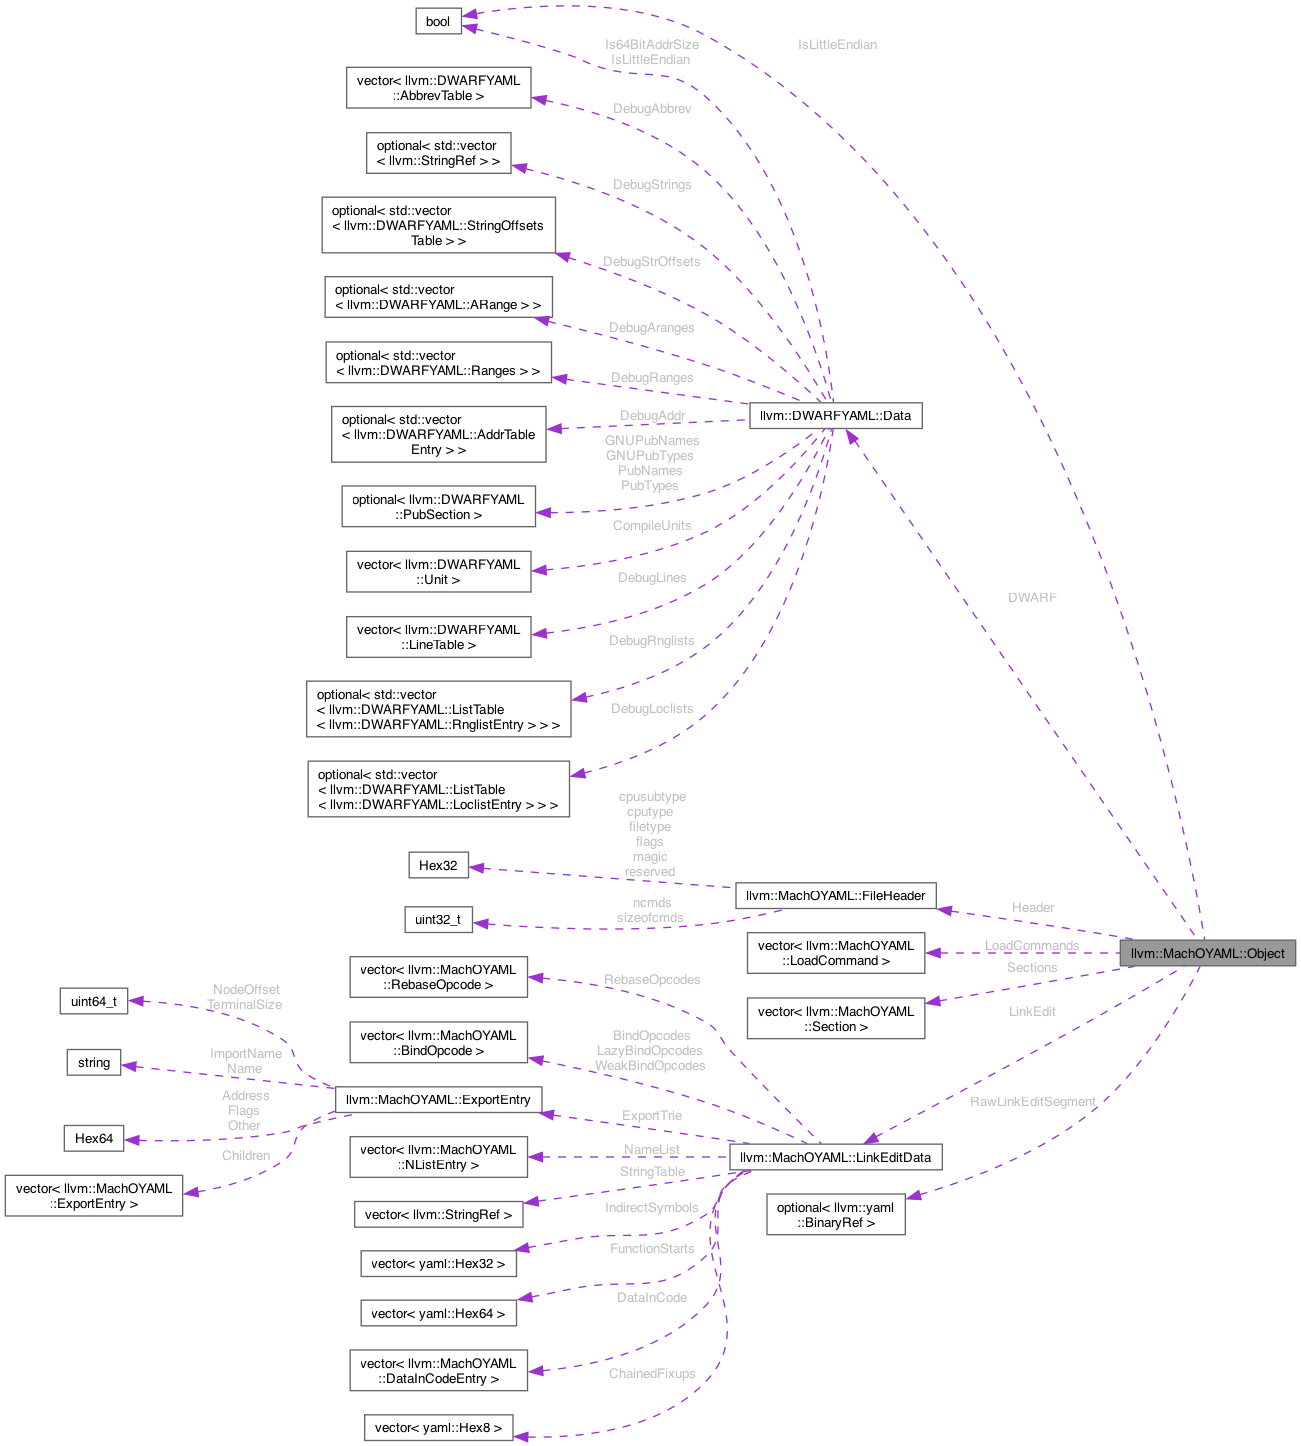 bool
Is64BitAddrSize
IsLittleEndian
IsLittleEndian
vector< llvm::DWARFYAML
::AbbrevTable >
DebugAbbrev
optional< std::vector
< llvm::StringRef > >
DebugStrings
optional< std::vector
< llvm::DWARFYAML::StringOffsets
Table > >
DebugStrOffsets
optional< std::vector
< llvm::DWARFYAML::ARange > >
DebugAranges
optional< std::vector
< llvm::DWARFYAML::Ranges > >
DebugRanges
optional< std::vector
< llvm::DWARFYAML::AddrTable
Entry > >
DebugAddr
llvm::DWARFYAML::Data
GNUPubNames
GNUPubTypes
PubNames
PubTypes
optional< llvm::DWARFYAML
::PubSection >
CompileUnits
vector< llvm::DWARFYAML
::Unit >
DebugLines
vector< llvm::DWARFYAML
::LineTable >
DebugRnglists
DWARF
optional< std::vector
< llvm::DWARFYAML::ListTable
< llvm::DWARFYAML::RnglistEntry > > >
DebugLoclists
optional< std::vector
< llvm::DWARFYAML::ListTable
< llvm::DWARFYAML::LoclistEntry > > >
cpusubtype
cputype
filetype
flags
magic
reserved
Hex32
llvm::MachOYAML::FileHeader
Header
uint32_t
ncmds
sizeofcmds
vector< llvm::MachOYAML
::LoadCommand >
LoadCommands
llvm::MachOYAML::Object
Sections
vector< llvm::MachOYAML
::RebaseOpcode >
RebaseOpcodes
vector< llvm::MachOYAML
::Section >
LinkEdit
uint64_t
NodeOffset
TerminalSize
vector< llvm::MachOYAML
::BindOpcode >
BindOpcodes
LazyBindOpcodes
WeakBindOpcodes
string
ImportName
Name
llvm::MachOYAML::ExportEntry
ExportTrie
RawLinkEditSegment
Address
Flags
Other
Hex64
Children
vector< llvm::MachOYAML
::NListEntry >
NameList
llvm::MachOYAML::LinkEditData
StringTable
vector< llvm::MachOYAML
::ExportEntry >
vector< llvm::StringRef >
IndirectSymbols
optional< llvm::yaml
::BinaryRef >
vector< yaml::Hex32 >
FunctionStarts
vector< yaml::Hex64 >
DataInCode
vector< llvm::MachOYAML
::DataInCodeEntry >
ChainedFixups
vector< yaml::Hex8 >